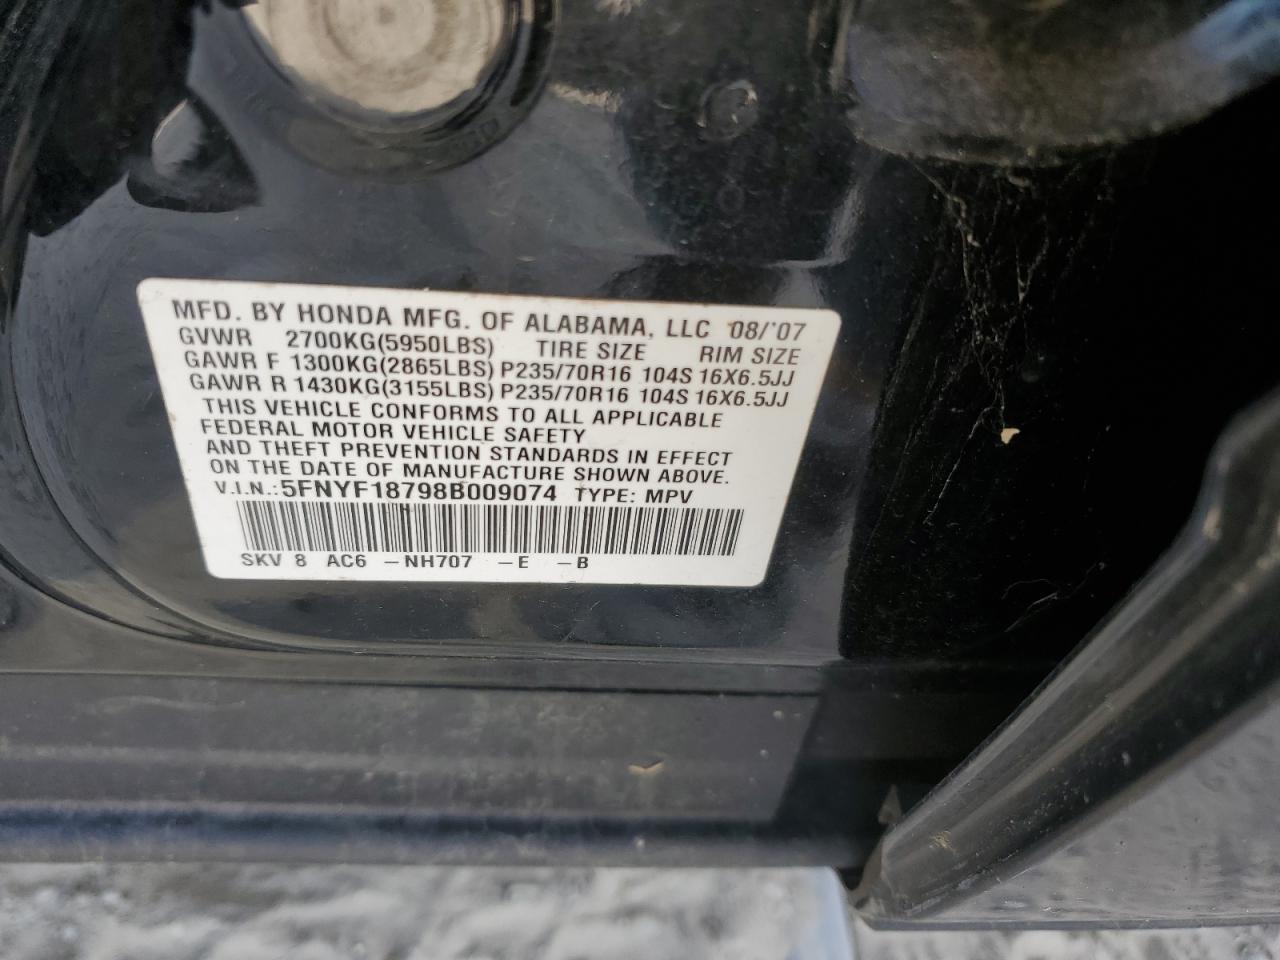 MFD. BY HONDA MFG. OF ALABAMA, LLC 08/'07
GVWR 2700KG(5950LBS) TIRE SIZE RIM SIZE
GAWR F 1300KG(2865LBS) P235/70R16 104S 16X6.5JJ
GAWR R 1430KG(3155LBS) P235/70R16 104S 16X6.5JJ
THIS VEHICLE CONFORMS TO ALL APPLICABLE
FEDERAL MOTOR VEHICLE SAFETY
AND THEFT PREVENTION STANDARDS IN EFFECT
ON THE DATE OF MANUFACTURE SHOWN ABOVE.
V.I.N.: 5FNYF18798B009074 TYPE: MPV
SKV 8 AC6 -NH707 -E -B